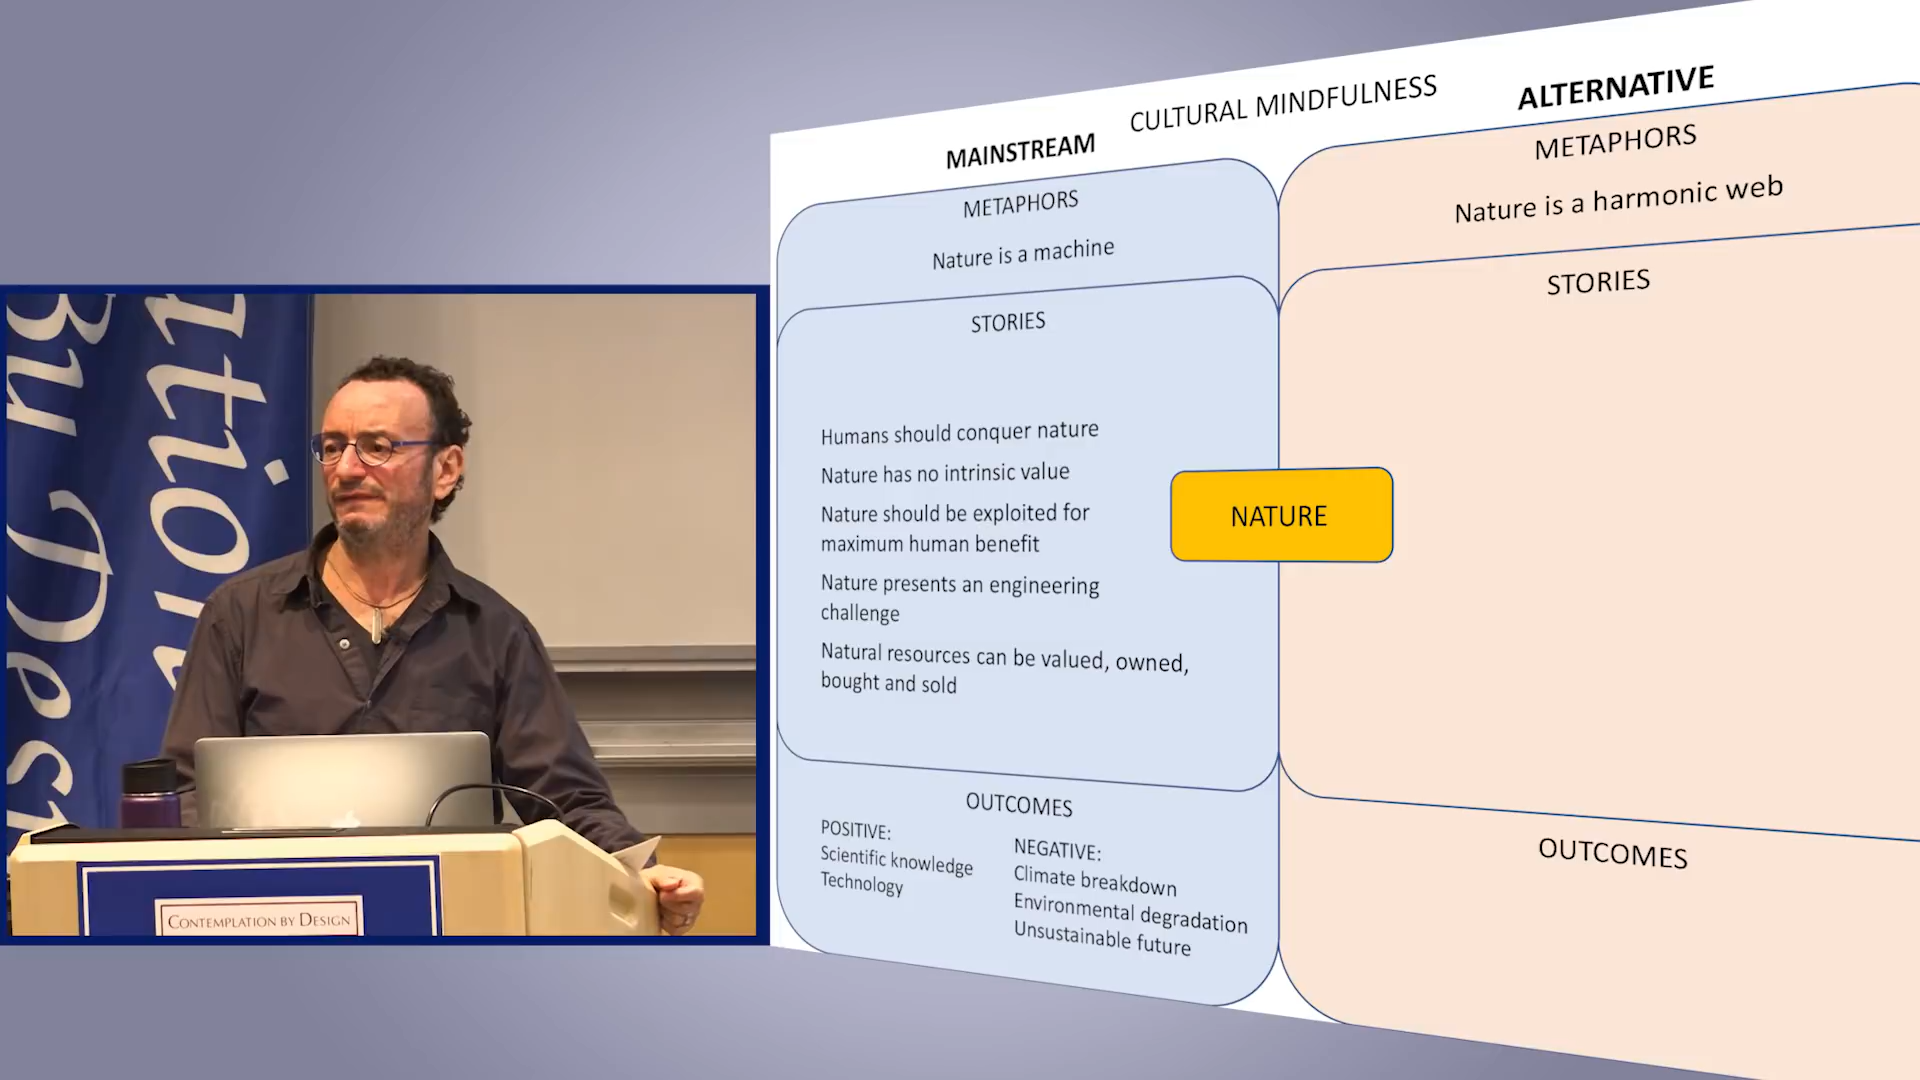 CULTURAL MINDFULNESS
MAINSTREAM
METAPHORS
Nature is a machine
STORIES
Humans should conquer nature
Nature has no intrinsic value
Nature should be exploited for
maximum human benefit
Nature presents an engineering
challenge
Natural resources can be valued, owned,
bought and sold
OUTCOMES
POSITIVE:
Scientific knowledge
Technology
NEGATIVE:
Climate breakdown
Environmental degradation
Unsustainable future
NATURE
ALTERNATIVE
METAPHORS
Nature is a harmonic web
STORIES
OUTCOMES
By Des
CONTEMPLATION BY DESIGN